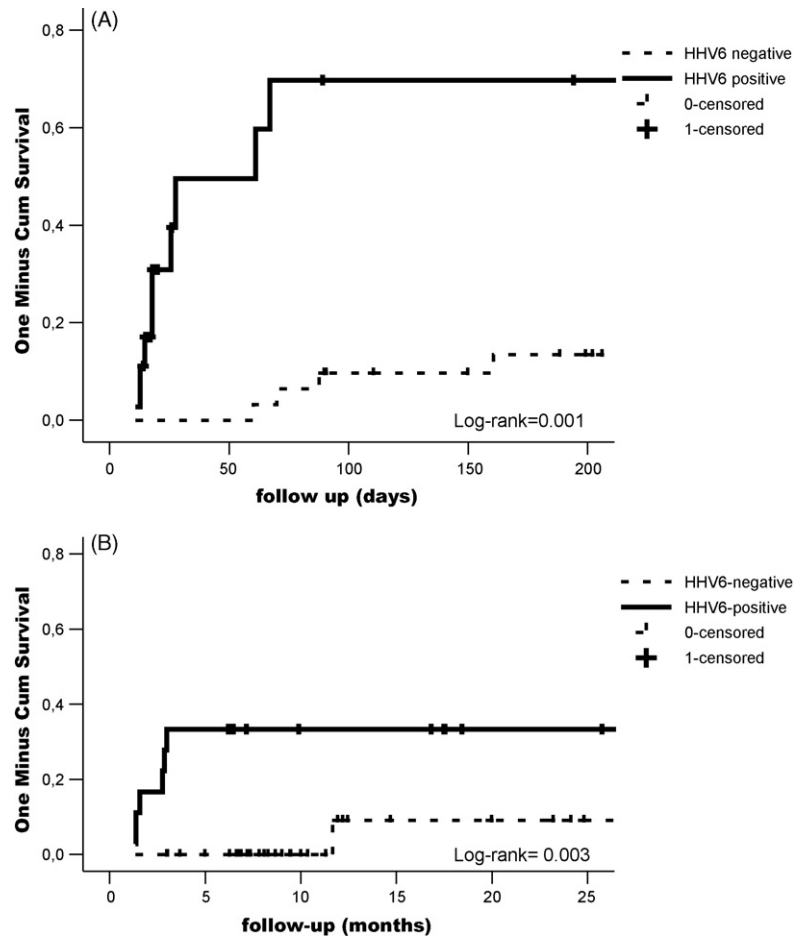 (A)
One Minus Cum Survival
0,8
0,6
0,4
0,2
0,0
0 50 100 150 200
follow up (days)
Log-rank=0.001
HHV6 negative
HHV6 positive
0-censored
1-censored
(B)
One Minus Cum Survival
0,8
0,6
0,4
0,2
0,0
0 5 10 15 20 25
follow-up (months)
Log-rank= 0.003
HHV6-negative
HHV6-positive
0-censored
1-censored